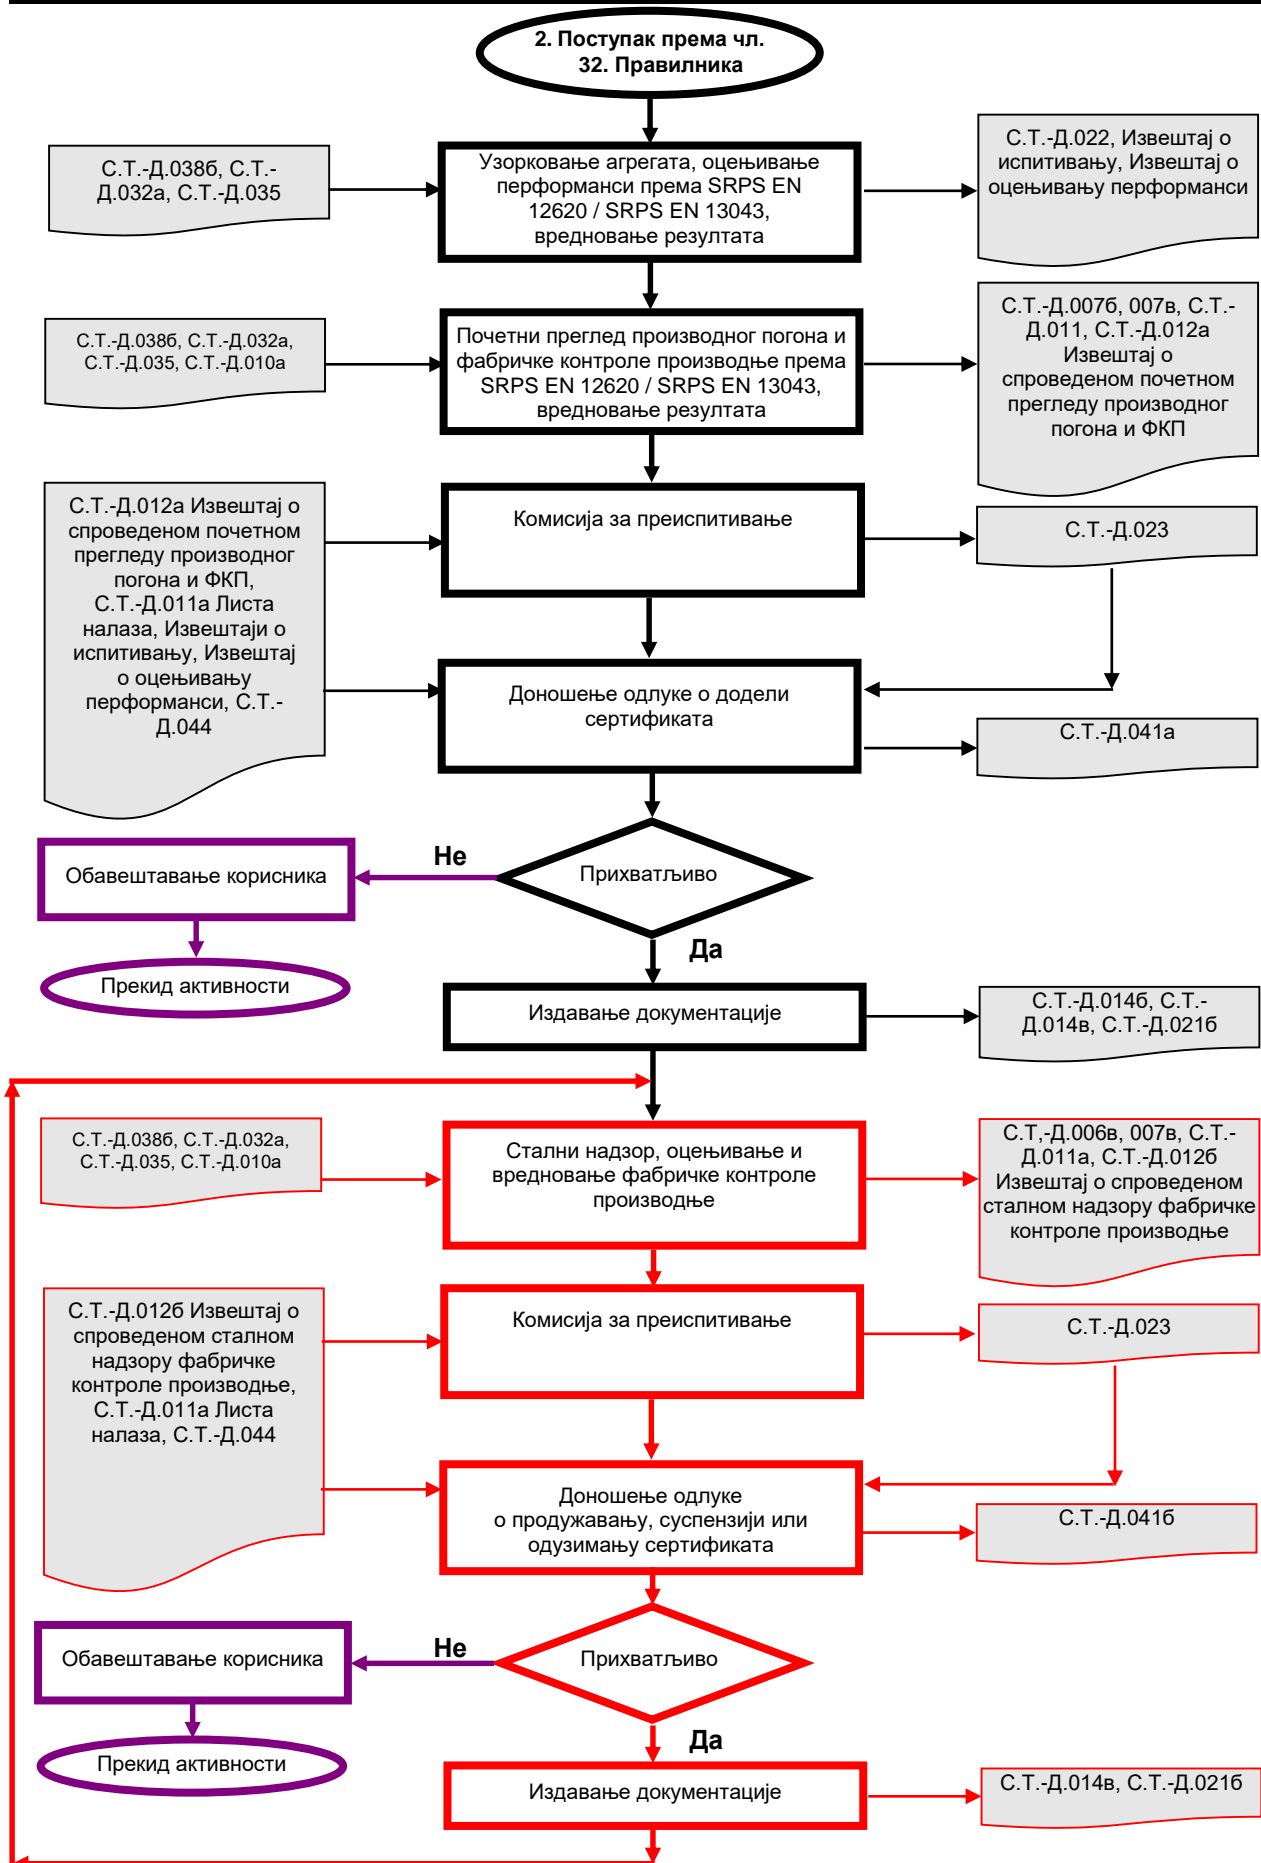 2. Поступак према чл.
32. Правилника
С.Т.-Д.038б, С.Т.-
Д.032а, С.Т.-Д.035
Узорковање агрегата, оцењивање
перформанси према SRPS EN
12620 / SRPS EN 13043,
вредновање резултата
С.Т.-Д.022, Извештај о
испитивању, Извештај о
оцењивању перформанси
С.Т.-Д.038б, С.Т.-Д.032а,
С.Т.-Д.035, С.Т.-Д.010а
Почетни преглед производног погона и
фабричке контроле производње према
SRPS EN 12620 / SRPS EN 13043,
вредновање резултата
С.Т.-Д.007б, 007в, С.Т.-
Д.011, С.Т.-Д.012а
Извештај о
спроведеном почетном
прегледу производног
погона и ФКП
С.Т.-Д.012а Извештај о
спроведеном почетном
прегледу производног
погона и ФКП,
С.Т.-Д.011а Листа
налаза, Извештаји о
испитивању, Извештај
о оцењивању
перформанси, С.Т.-
Д.044
Комисија за преиспитивање
С.Т.-Д.023
Доношење одлуке о додели
сертификата
С.Т.-Д.041а
Прихватљиво
Не
Обавештавање корисника
Прекид активности
Да
Издавање документације
С.Т.-Д.014б, С.Т.-
Д.014в, С.Т.-Д.021б
С.Т.-Д.038б, С.Т.-Д.032а,
С.Т.-Д.035, С.Т.-Д.010а
Стални надзор, оцењивање и
вредновање фабричке контроле
производње
С.Т,-Д.006в, 007в, С.Т.-
Д.011а, С.Т.-Д.012б
Извештај о спроведеном
сталном надзору фабричке
контроле производње
С.Т.-Д.012б Извештај о
спроведеном сталном
надзору фабричке
контроле производње,
С.Т.-Д.011а Листа
налаза, С.Т.-Д.044
Комисија за преиспитивање
С.Т.-Д.023
Доношење одлуке
о продужавању, суспензији или
одузимању сертификата
С.Т.-Д.041б
Прихватљиво
Не
Обавештавање корисника
Прекид активности
Да
Издавање документације
С.Т.-Д.014в, С.Т.-Д.021б